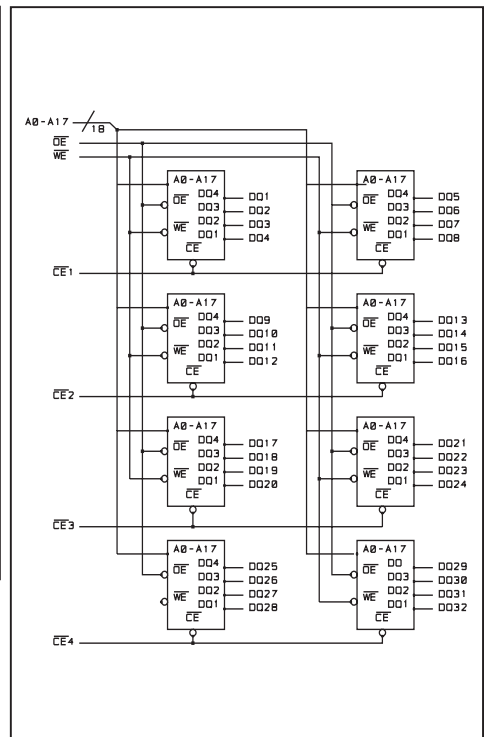 A0-A17
18
OE
WE
A0-A17
OE
WE
CE
DQ4
DQ3
DQ2
DQ1
DQ1
DQ2
DQ3
DQ4
A0-A17
OE
WE
CE
DQ4
DQ3
DQ2
DQ1
DQ5
DQ6
DQ7
DQ8
CE1
A0-A17
OE
WE
CE
DQ4
DQ3
DQ2
DQ1
DQ9
DQ10
DQ11
DQ12
A0-A17
OE
WE
CE
DQ4
DQ3
DQ2
DQ1
DQ13
DQ14
DQ15
DQ16
CE2
A0-A17
OE
WE
CE
DQ4
DQ3
DQ2
DQ1
DQ17
DQ18
DQ19
DQ20
A0-A17
OE
WE
CE
DQ4
DQ3
DQ2
DQ1
DQ21
DQ22
DQ23
DQ24
CE3
A0-A17
OE
WE
CE
DQ4
DQ3
DQ2
DQ1
DQ25
DQ26
DQ27
DQ28
A0-A17
OE
WE
CE
DQ
DQ3
DQ2
DQ1
DQ29
DQ30
DQ31
DQ32
CE4